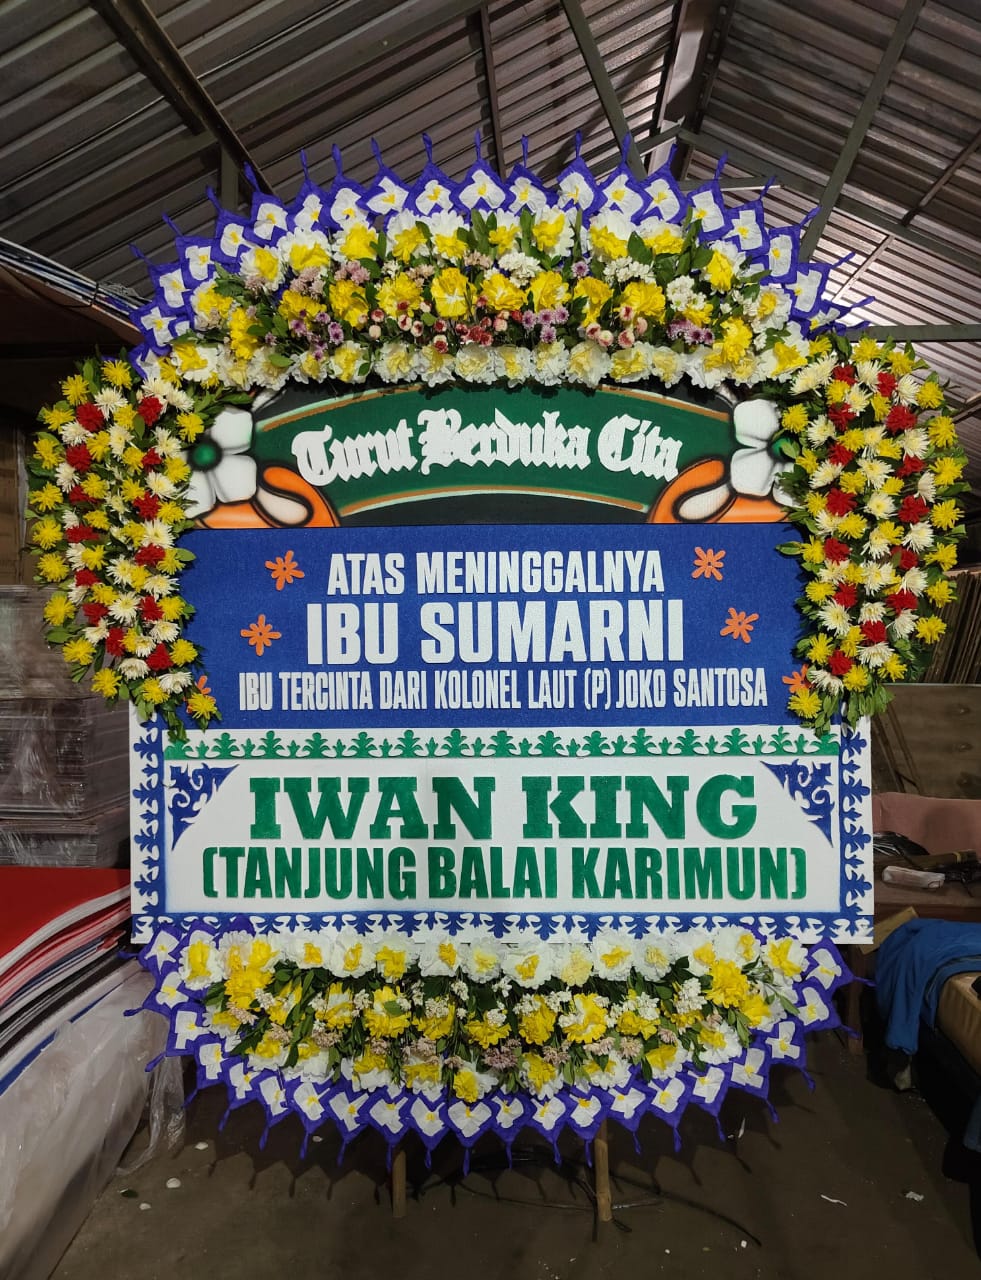 Turut Berduka Cita
ATAS MENINGGALNYA
IBU SUMARNI
IBU TERCINTA DARI KOLONEL LAUT (P) JOKO SANTOSA
IWAN KING
(TANJUNG BALAI KARIMUN)